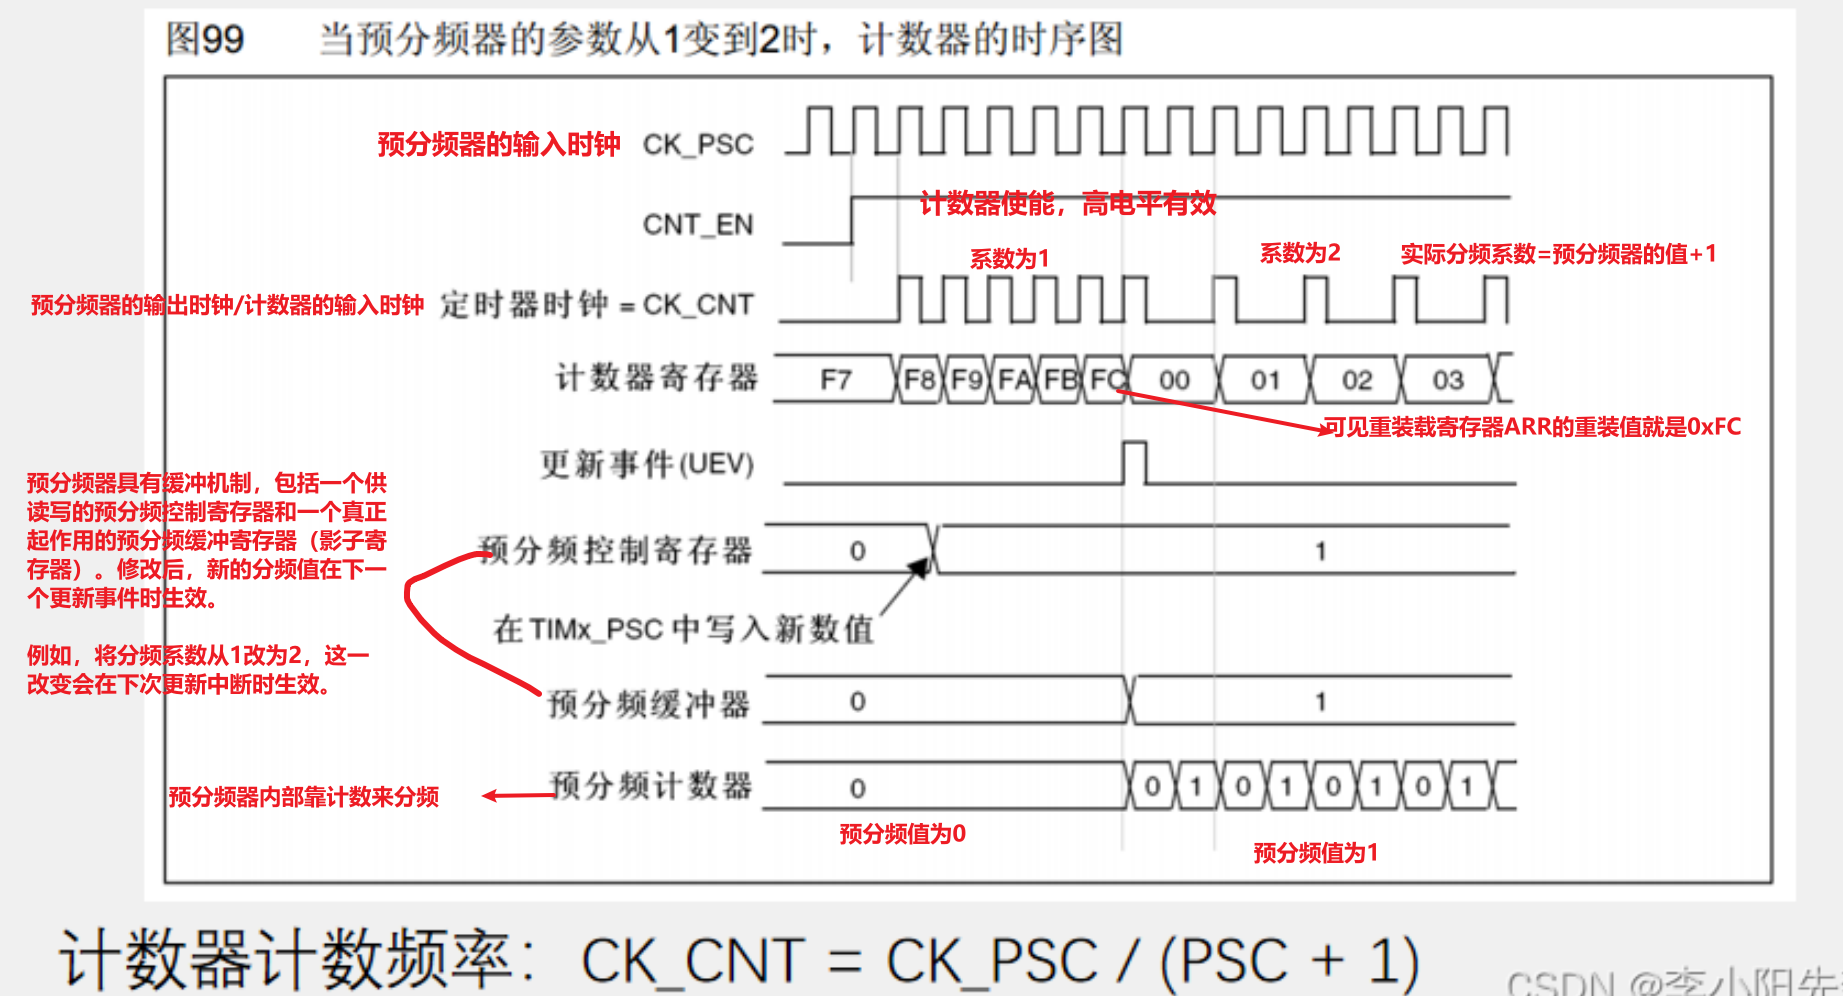 图99 当预分频器的参数从1变到2时，计数器的时序图
预分频器的输入时钟 CK_PSC
计数器使能，高电平有效
CNT_EN
系数为1 系数为2 实际分频系数=预分频器的值+1
预分频器的输出时钟/计数器的输入时钟 定时器时钟 = CK_CNT
计数器寄存器 F7 F8 F9 FA FB FC 00 01 02 03
可见重装载寄存器ARR的重装值就是0xFC
更新事件(UEV)
预分频器具有缓冲机制，包括一个供
读写的预分频控制寄存器和一个真正
起作用的预分频缓冲寄存器（影子寄
存器）。修改后，新的分频值在下一
个更新事件时生效。
预分频控制寄存器 0 1
在TIMx_PSC中写入新数值
例如，将分频系数从1改为2，这一
改变会在下次更新中断时生效。
预分频缓冲器 0 1
预分频器内部靠计数来分频 预分频计数器 0 0 1 0 1 0 1 0 1
预分频值为0 预分频值为1
计数器计数频率：CK_CNT = CK_PSC / (PSC + 1)
CSDN @李小阳先